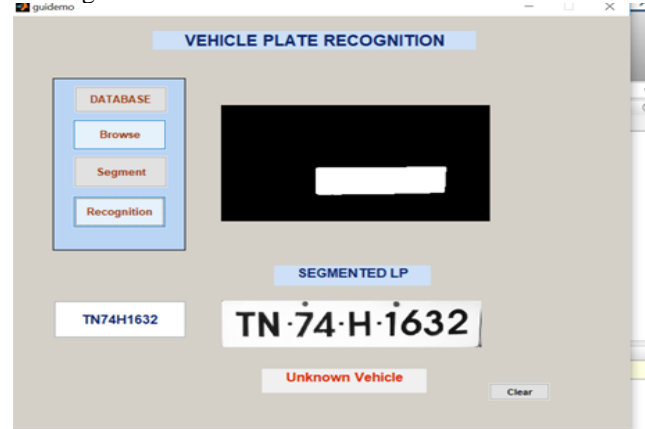 guidemo
VEHICLE PLATE RECOGNITION
DATABASE
Browse
Segment
Recognition
SEGMENTED LP
TN74H1632
TN·74·H·1632
Unknown Vehicle
Clear